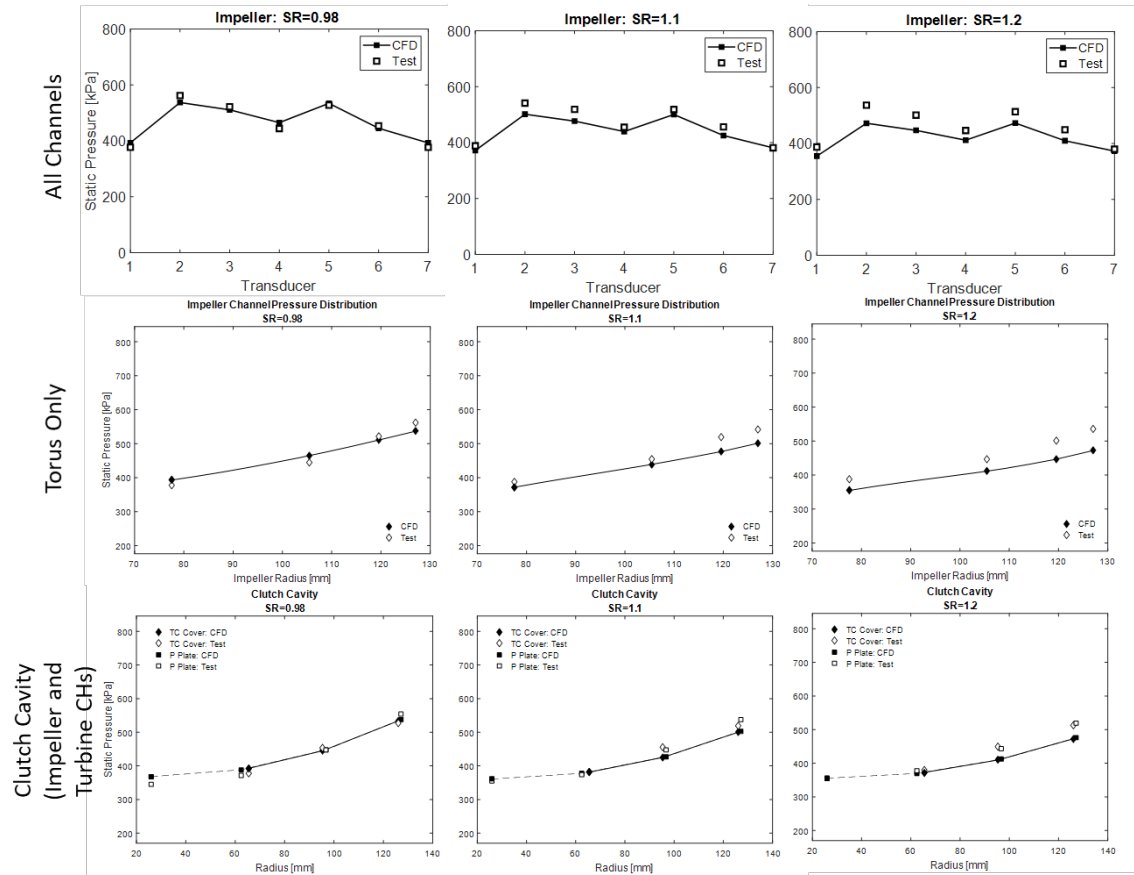 All Channels
Impeller: SR=0.98
800
600
400
200
0
Static Pressure [kPa]
CFD
Test
1 2 3 4 5 6 7
Transducer
Impeller: SR=1.1
800
600
400
200
0
CFD
Test
1 2 3 4 5 6 7
Transducer
Impeller: SR=1.2
800
600
400
200
0
CFD
Test
1 2 3 4 5 6 7
Transducer
Torus Only
Impeller Channel Pressure Distribution
SR=0.98
800
700
600
500
400
300
200
Static Pressure [kPa]
CFD
Test
70 80 90 100 110 120 130
Impeller Radius [mm]
Impeller Channel Pressure Distribution
SR=1.1
800
700
600
500
400
300
200
CFD
Test
70 80 90 100 110 120 130
Impeller Radius [mm]
Impeller Channel Pressure Distribution
SR=1.2
800
700
600
500
400
300
200
CFD
Test
70 80 90 100 110 120 130
Impeller Radius [mm]
Clutch Cavity
(Impeller and
Turbine CHs)
Clutch Cavity
SR=0.98
800
700
600
500
400
300
200
Static Pressure [kPa]
TC Cover: CFD
TC Cover: Test
P Plate: CFD
P Plate: Test
20 40 60 80 100 120 140
Radius [mm]
Clutch Cavity
SR=1.1
800
700
600
500
400
300
200
TC Cover: CFD
TC Cover: Test
P Plate: CFD
P Plate: Test
20 40 60 80 100 120 140
Radius [mm]
Clutch Cavity
SR=1.2
800
700
600
500
400
300
200
TC Cover: CFD
TC Cover: Test
P Plate: CFD
P Plate: Test
20 40 60 80 100 120 140
Radius [mm]